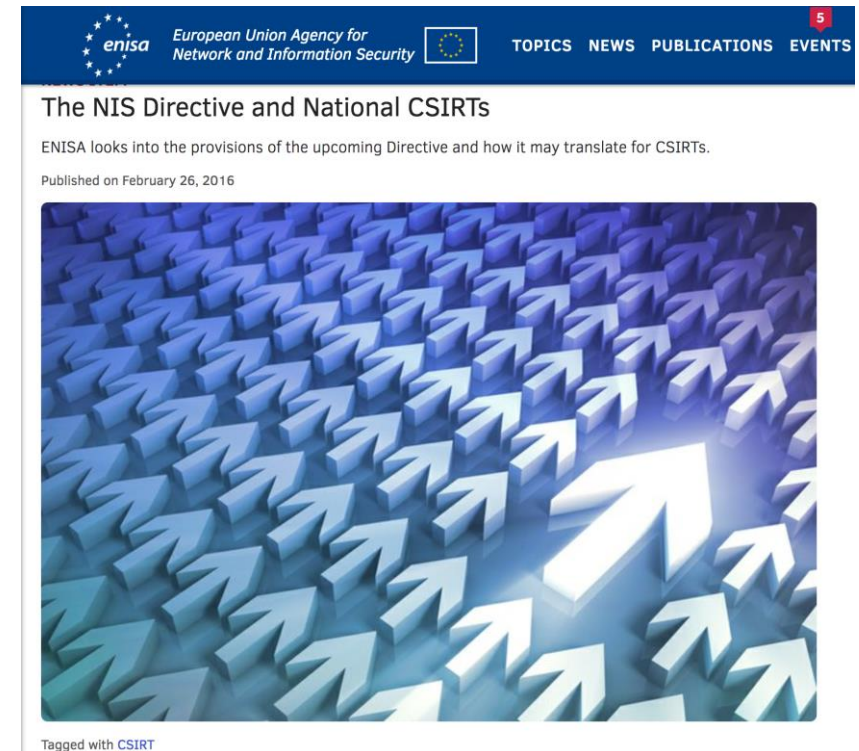 enisa
European Union Agency for
Network and Information Security
TOPICS NEWS PUBLICATIONS EVENTS
5
The NIS Directive and National CSIRTs
ENISA looks into the provisions of the upcoming Directive and how it may translate for CSIRTs.
Published on February 26, 2016
Tagged with CSIRT